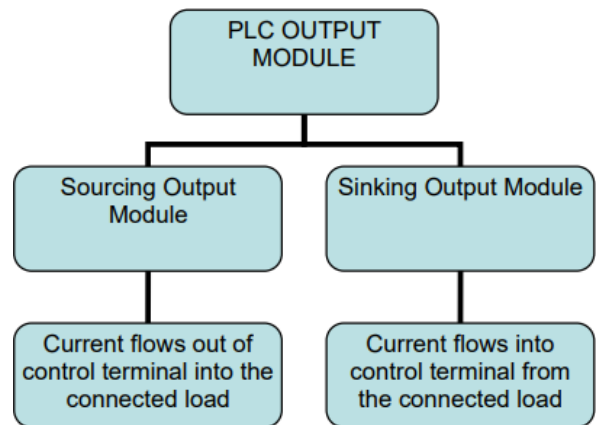 PLC OUTPUT
MODULE
Sourcing Output
Module
Sinking Output Module
Current flows out of
control terminal into the
connected load
Current flows into
control terminal from
the connected load